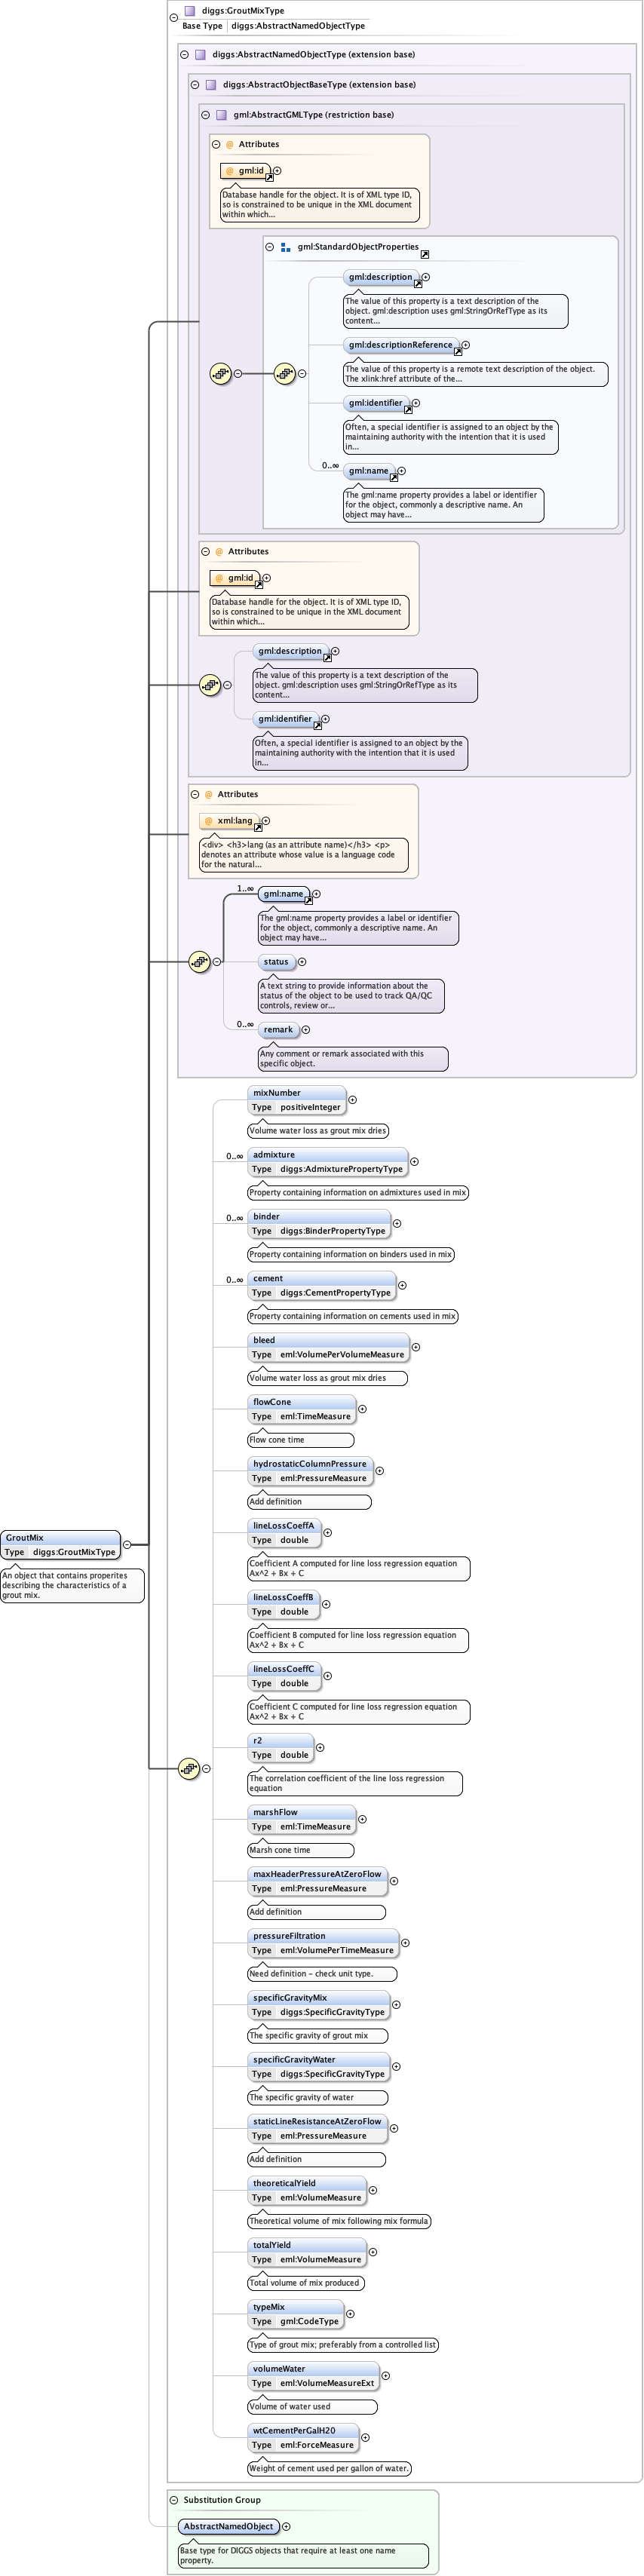 diggs:GroutMixType
Base Type diggs:AbstractNamedObjectType
diggs:AbstractNamedObjectType (extension base)
diggs:AbstractObjectBaseType (extension base)
gml:AbstractGMLType (restriction base)
@ Attributes
@ gml:id
Database handle for the object. It is of XML type ID,
so is constrained to be unique in the XML document
within which...
gml:StandardObjectProperties
gml:description
The value of this property is a text description of the
object. gml:description uses gml:StringOrRefType as its
content...
gml:descriptionReference
The value of this property is a remote text description of the object.
The xlink:href attribute of the...
gml:identifier
Often, a special identifier is assigned to an object by the
maintaining authority with the intention that it is used
in...
0..∞
gml:name
The gml:name property provides a label or identifier
for the object, commonly a descriptive name. An
object may have...
@ Attributes
@ gml:id
Database handle for the object. It is of XML type ID,
so is constrained to be unique in the XML document
within which...
gml:description
The value of this property is a text description of the
object. gml:description uses gml:StringOrRefType as its
content...
gml:identifier
Often, a special identifier is assigned to an object by the
maintaining authority with the intention that it is used
in...
@ Attributes
@ xml:lang
<div> <h3>lang (as an attribute name)</h3> <p>
denotes an attribute whose value is a language code
for the natural...
1..∞
gml:name
The gml:name property provides a label or identifier
for the object, commonly a descriptive name. An
object may have...
status
A text string to provide information about the
status of the object to be used to track QA/QC
controls, review or...
0..∞
remark
Any comment or remark associated with this
specific object.
mixNumber
Type positiveInteger
Volume water loss as grout mix dries
0..∞
admixture
Type diggs:AdmixturePropertyType
Property containing information on admixtures used in mix
0..∞
binder
Type diggs:BinderPropertyType
Property containing information on binders used in mix
0..∞
cement
Type diggs:CementPropertyType
Property containing information on cements used in mix
bleed
Type eml:VolumePerVolumeMeasure
Volume water loss as grout mix dries
flowCone
Type eml:TimeMeasure
Flow cone time
hydrostaticColumnPressure
Type eml:PressureMeasure
Add definition
lineLossCoeffA
Type double
Coefficient A computed for line loss regression equation
Ax^2 + Bx + C
GroutMix
Type diggs:GroutMixType
An object that contains properites
describing the characteristics of a
grout mix.
lineLossCoeffB
Type double
Coefficient B computed for line loss regression equation
Ax^2 + Bx + C
lineLossCoeffC
Type double
Coefficient C computed for line loss regression equation
Ax^2 + Bx + C
r2
Type double
The correlation coefficient of the line loss regression
equation
marshFlow
Type eml:TimeMeasure
Marsh cone time
maxHeaderPressureAtZeroFlow
Type eml:PressureMeasure
Add definition
pressureFiltration
Type eml:VolumePerTimeMeasure
Need definition - check unit type.
specificGravityMix
Type diggs:SpecificGravityType
The specific gravity of grout mix
specificGravityWater
Type diggs:SpecificGravityType
The specific gravity of water
staticLineResistanceAtZeroFlow
Type eml:PressureMeasure
Add definition
theoreticalYield
Type eml:VolumeMeasure
Theoretical volume of mix following mix formula
totalYield
Type eml:VolumeMeasure
Total volume of mix produced
typeMix
Type gml:CodeType
Type of grout mix; preferably from a controlled list
volumeWater
Type eml:VolumeMeasureExt
Volume of water used
wtCementPerGalH20
Type eml:ForceMeasure
Weight of cement used per gallon of water.
Substitution Group
AbstractNamedObject
Base type for DIGGS objects that require at least one name
property.